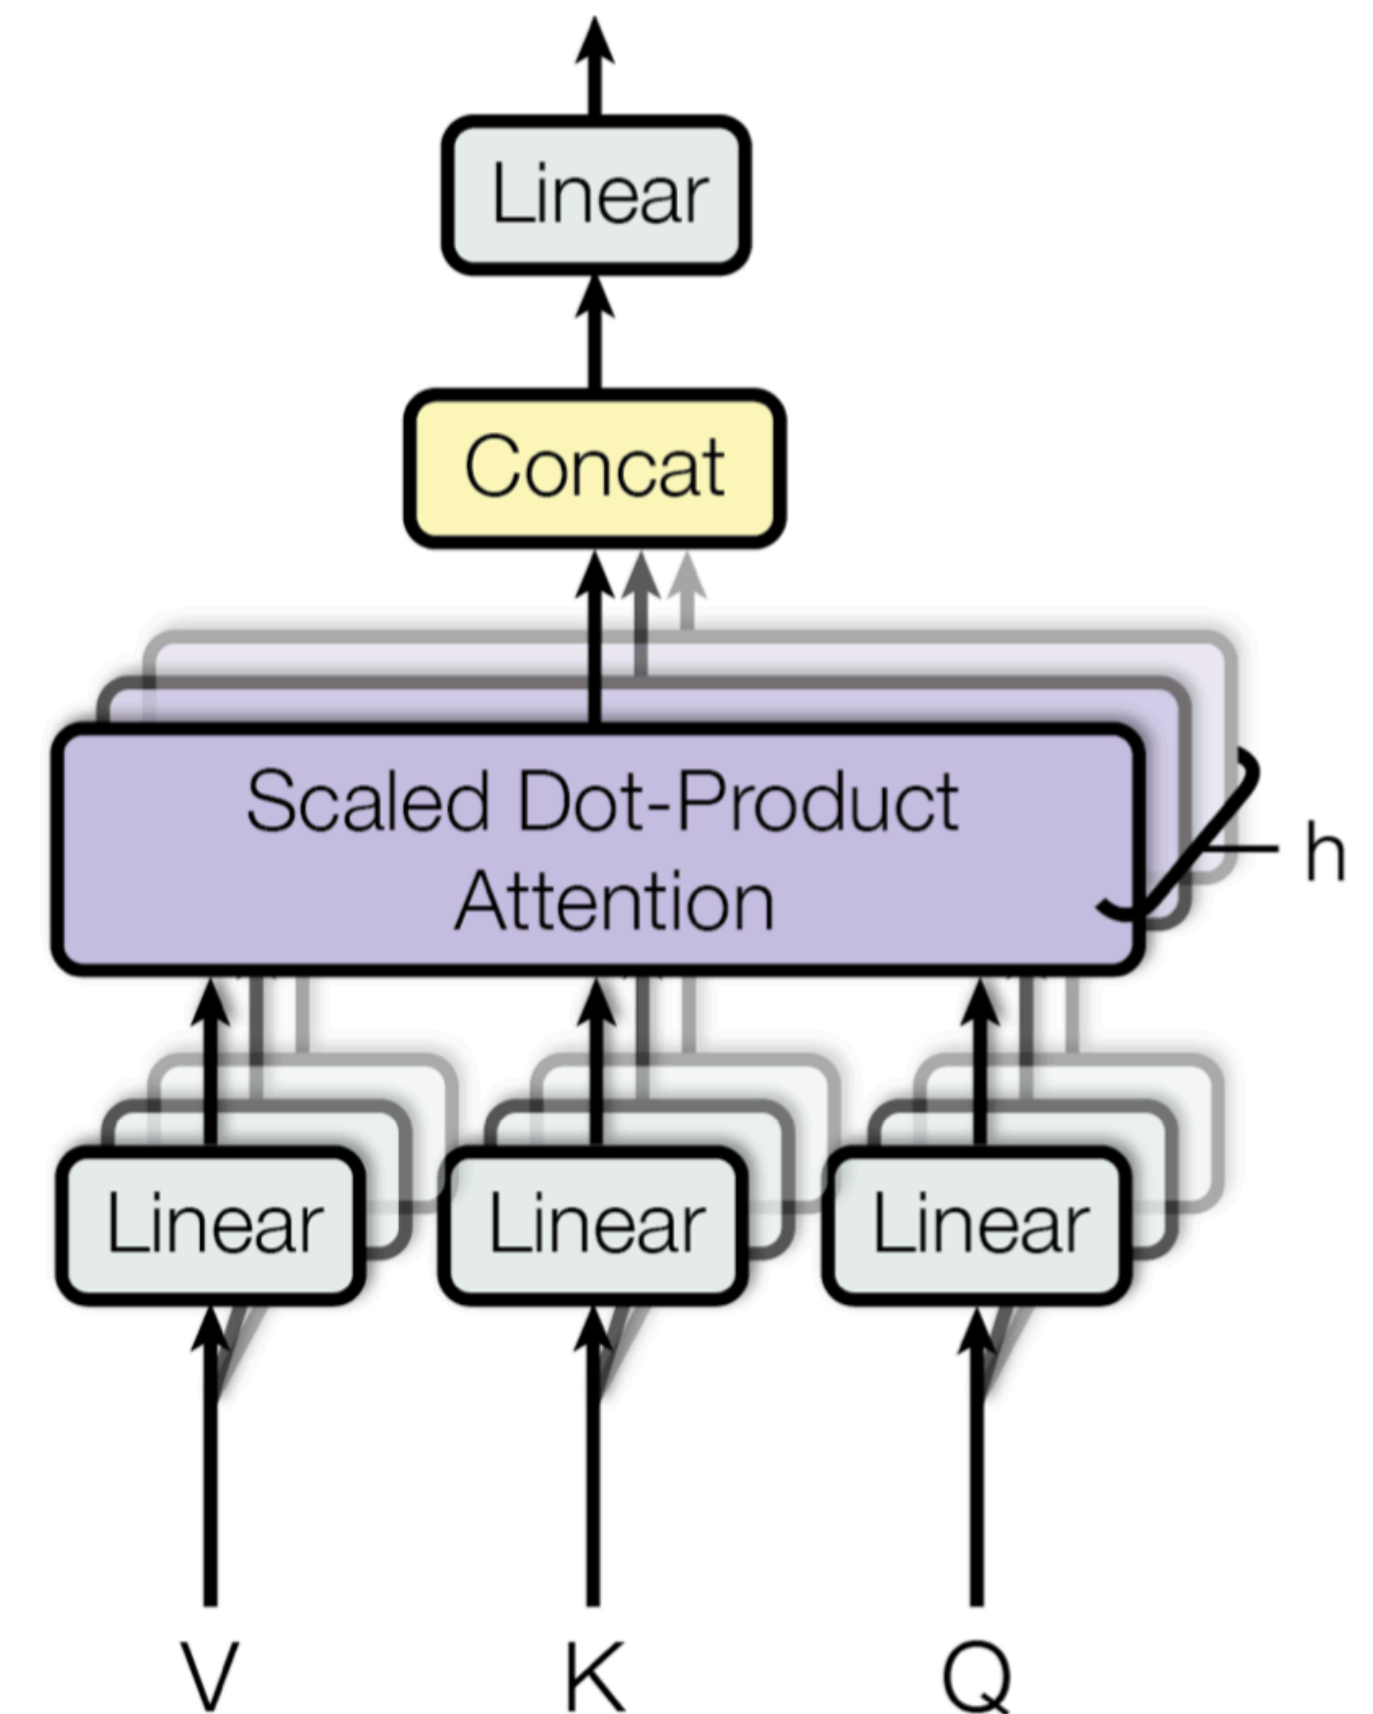 Linear
Concat
Scaled Dot-Product
Attention
h
Linear
Linear
Linear
V
K
Q